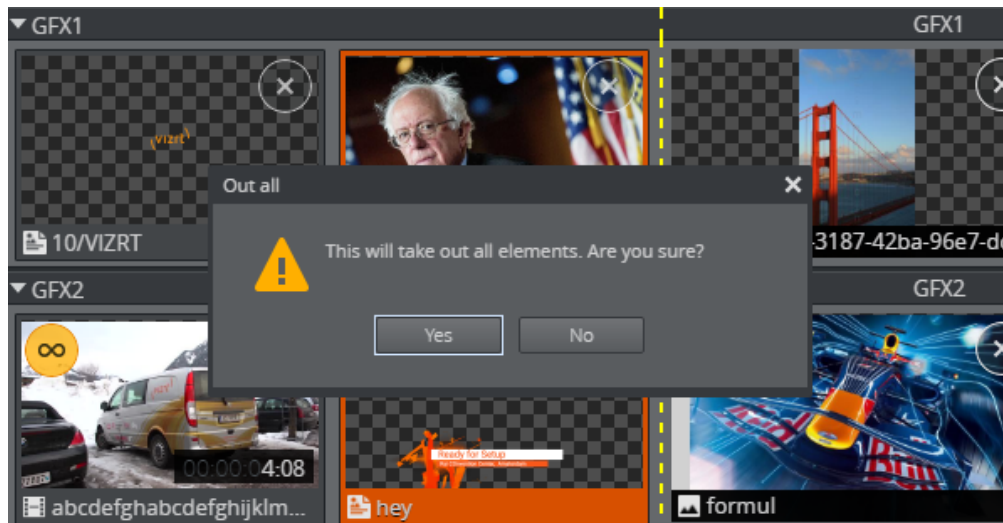 GFX1
GFX1
vizrt
Out all
This will take out all elements. Are you sure?
Yes
No
10/VIZRT
-3187-42ba-96e7-d
GFX2
GFX2
00:00:04:08
Ready for Setup
abcdefghabcdefghijklm...
hey
formul